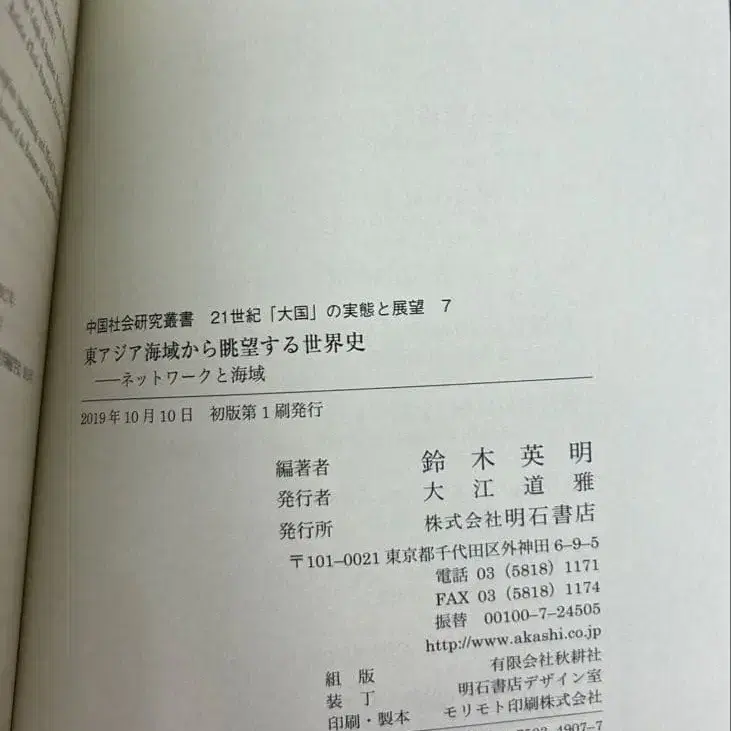 中国社会研究叢書 21世紀「大国」の実態と展望 7
東アジア海域から眺望する世界史
――ネットワークと海域
2019年10月10日 初版第1刷発行
編著者 鈴木英明
発行者 大江道雅
発行所 株式会社明石書店
〒101-0021 東京都千代田区外神田6-9-5
電話 03 (5818) 1171
FAX 03 (5818) 1174
振替 00100-7-24505
http://www.akashi.co.jp
組版 有限会社秋耕社
装丁 明石書店デザイン室
印刷・製本 モリモト印刷株式会社
4907-7